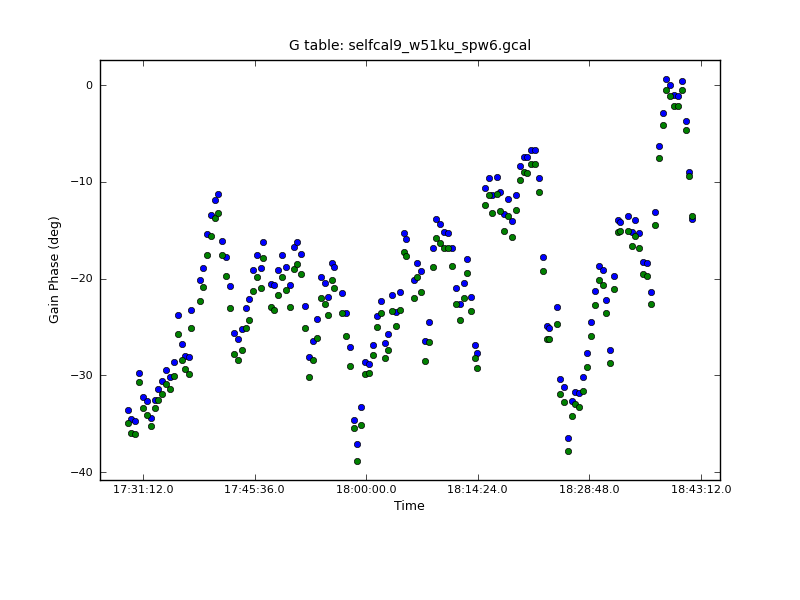 G table: selfcal9_w51ku_spw6.gcal
Gain Phase (deg)
0
−10
−20
−30
−40
17:31:12.0 17:45:36.0 18:00:00.0 18:14:24.0 18:28:48.0 18:43:12.0
Time